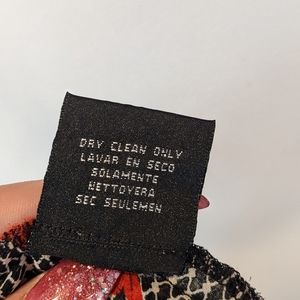 DRY CLEAN ONLY
LAVAR EN SECO
SOLAMENTE
NETTOYERA
SEC SEULEMEN